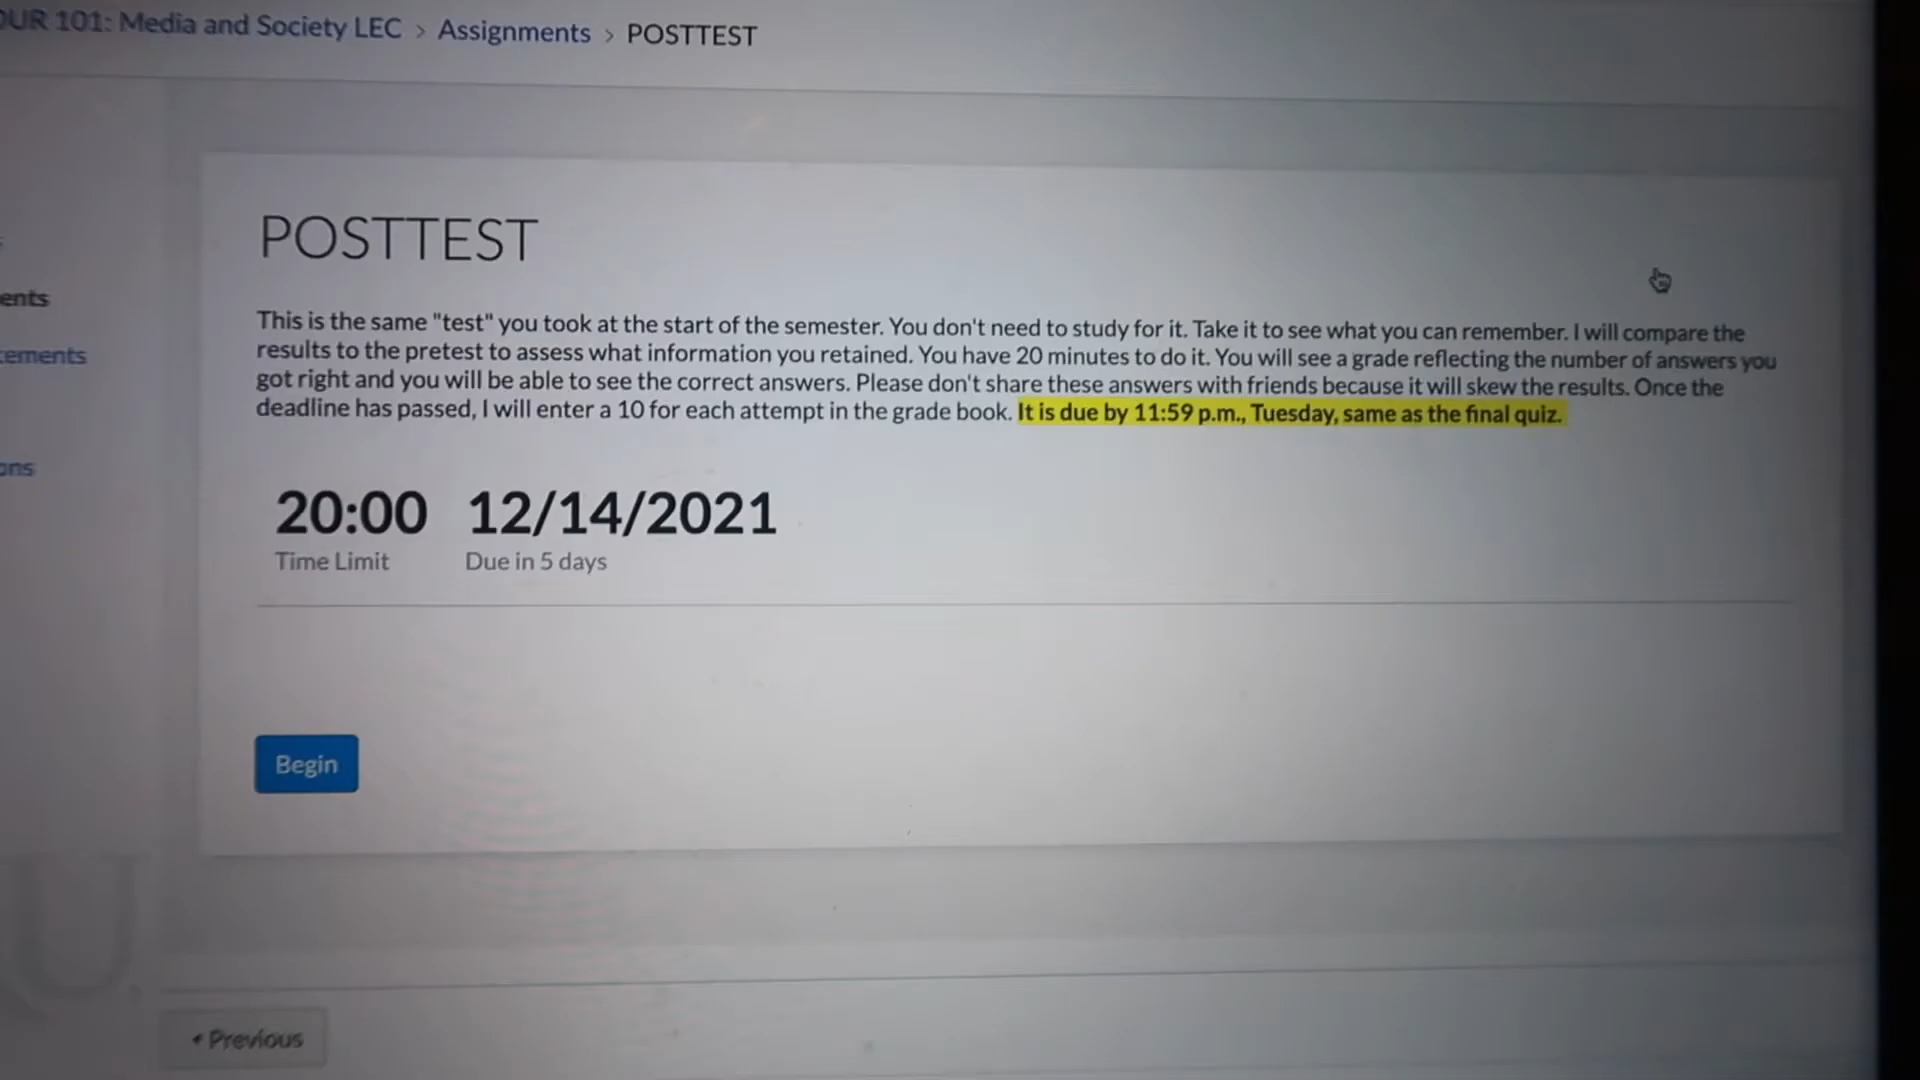 OUR 101: Media and Society LEC > Assignments > POSTTEST
POSTTEST
ents
This is the same "test" you took at the start of the semester. You don't need to study for it. Take it to see what you can remember. I will compare the
results to the pretest to assess what information you retained. You have 20 minutes to do it. You will see a grade reflecting the number of answers you
got right and you will be able to see the correct answers. Please don't share these answers with friends because it will skew the results. Once the
deadline has passed, I will enter a 10 for each attempt in the grade book. It is due by 11:59 p.m., Tuesday, same as the final quiz.
cements
ons
20:00 12/14/2021
Time Limit Due in 5 days
Begin
U.
◂ Previous